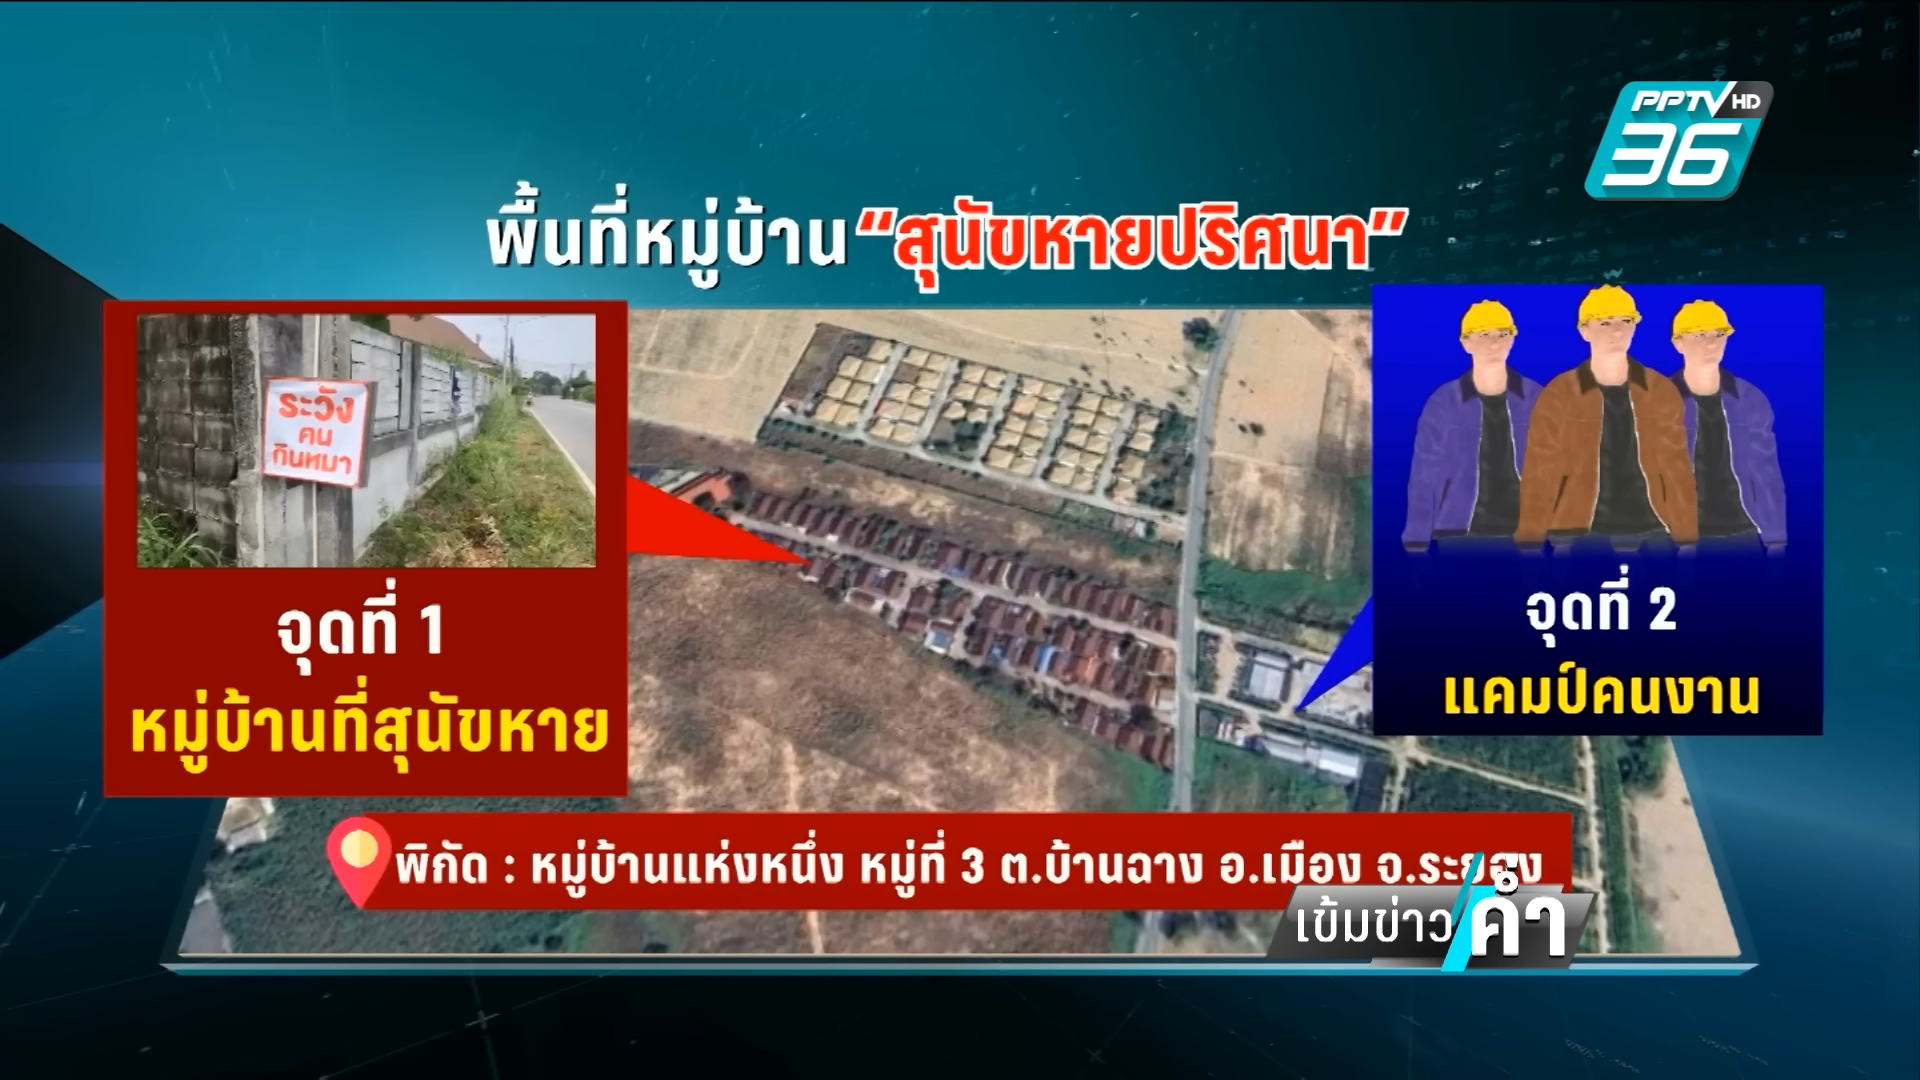 PPTV HD
36
พื้นที่หมู่บ้าน "สุนัขหายปริศนา"
ระวัง
คน
กินหมา
จุดที่ 1
หมู่บ้านที่สุนัขหาย
จุดที่ 2
แคมป์คนงาน
พิกัด : หมู่บ้านแห่งหนึ่ง หมู่ที่ 3 ต.บ้านฉาง อ.เมือง จ.ระยอง
เข้มข่าวค่ำ